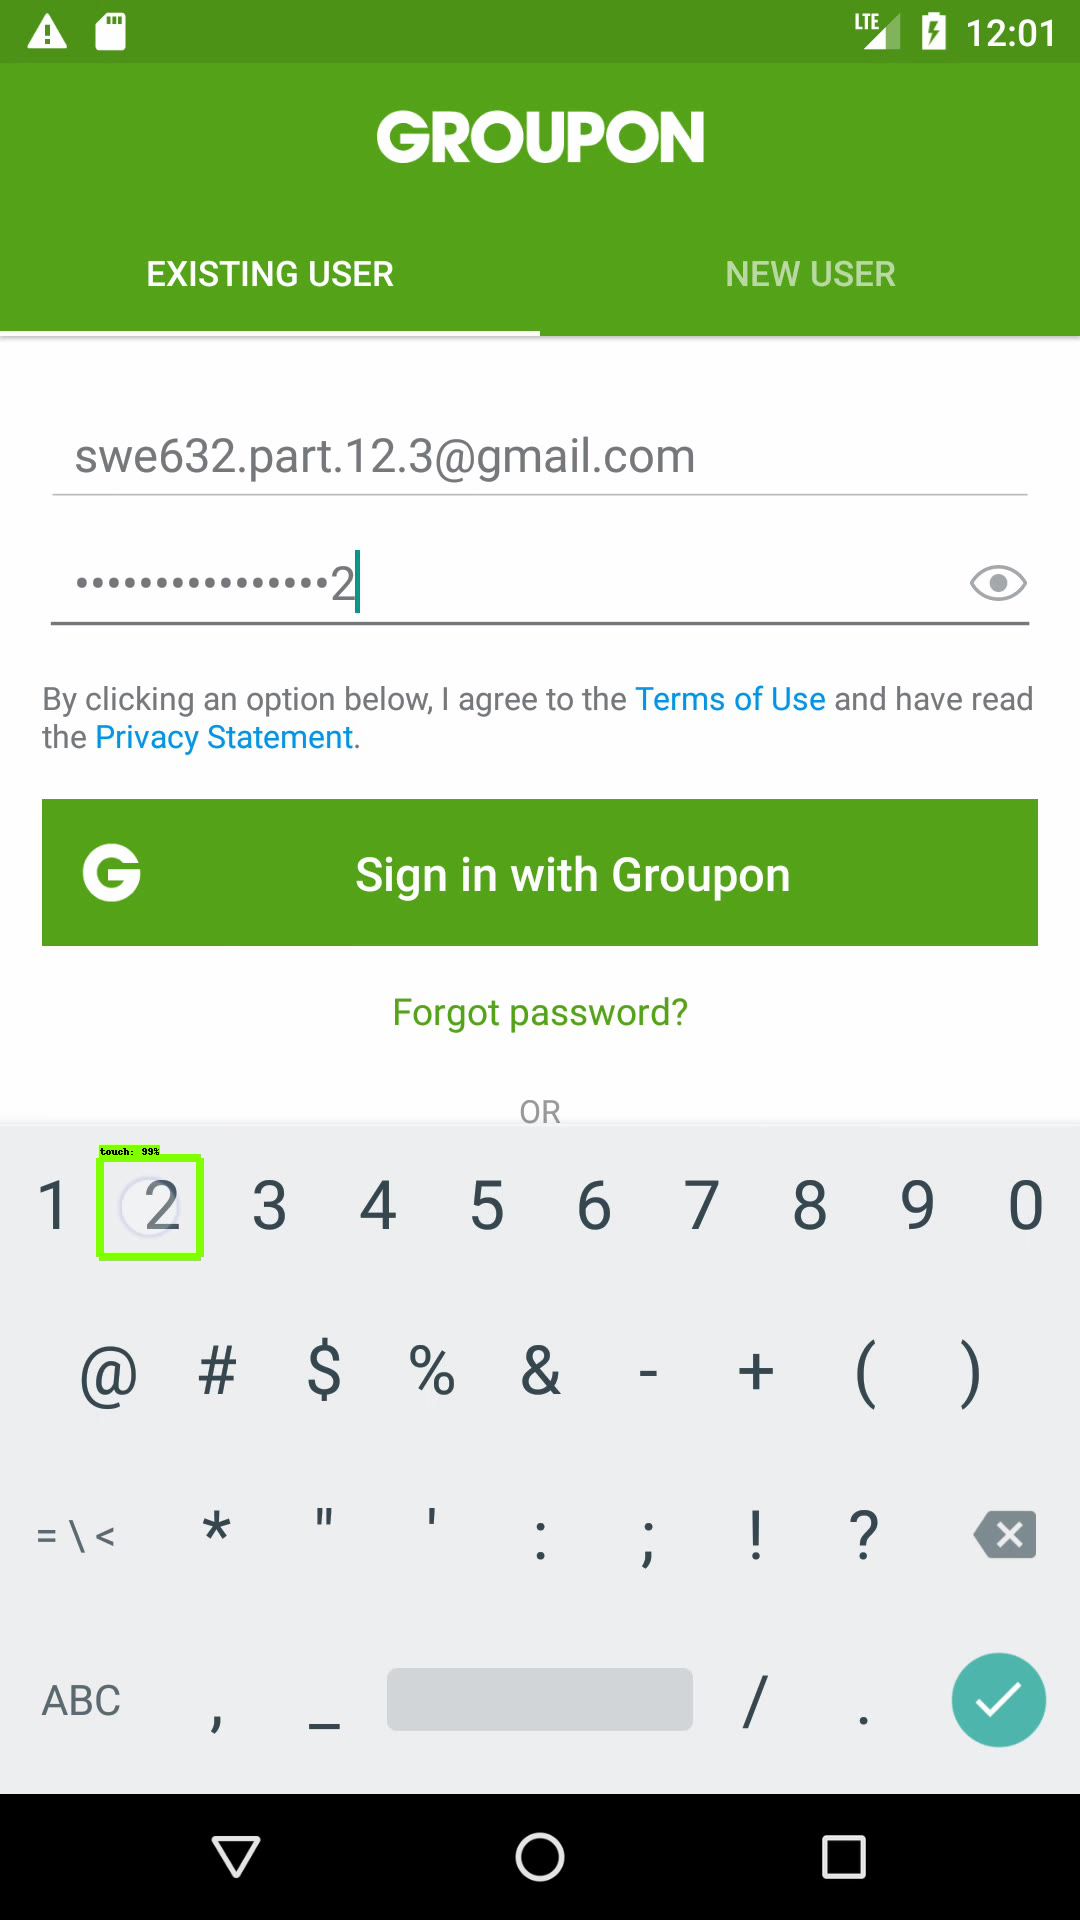 LTE 12:01
GROUPON
EXISTING USER NEW USER
swe632.part.12.3@gmail.com
••••••••••••••••2
By clicking an option below, I agree to the Terms of Use and have read
the Privacy Statement.
G Sign in with Groupon
Forgot password?
OR
touch: 99%
1 2 3 4 5 6 7 8 9 0
@ # $ % & - + ( )
= \ < * " ' : ; ! ?
ABC , _ / .